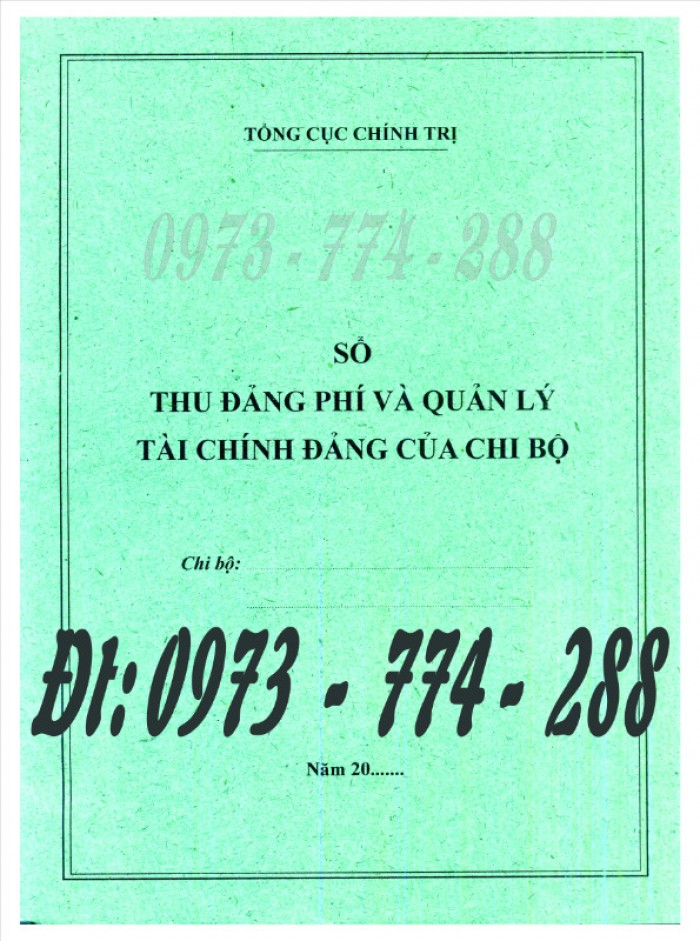 TỔNG CỤC CHÍNH TRỊ
0973 - 774 - 288
SỔ
THU ĐẢNG PHÍ VÀ QUẢN LÝ
TÀI CHÍNH ĐẢNG CỦA CHI BỘ
Chi bộ:
Đt: 0973 - 774 - 288
Năm 20.......